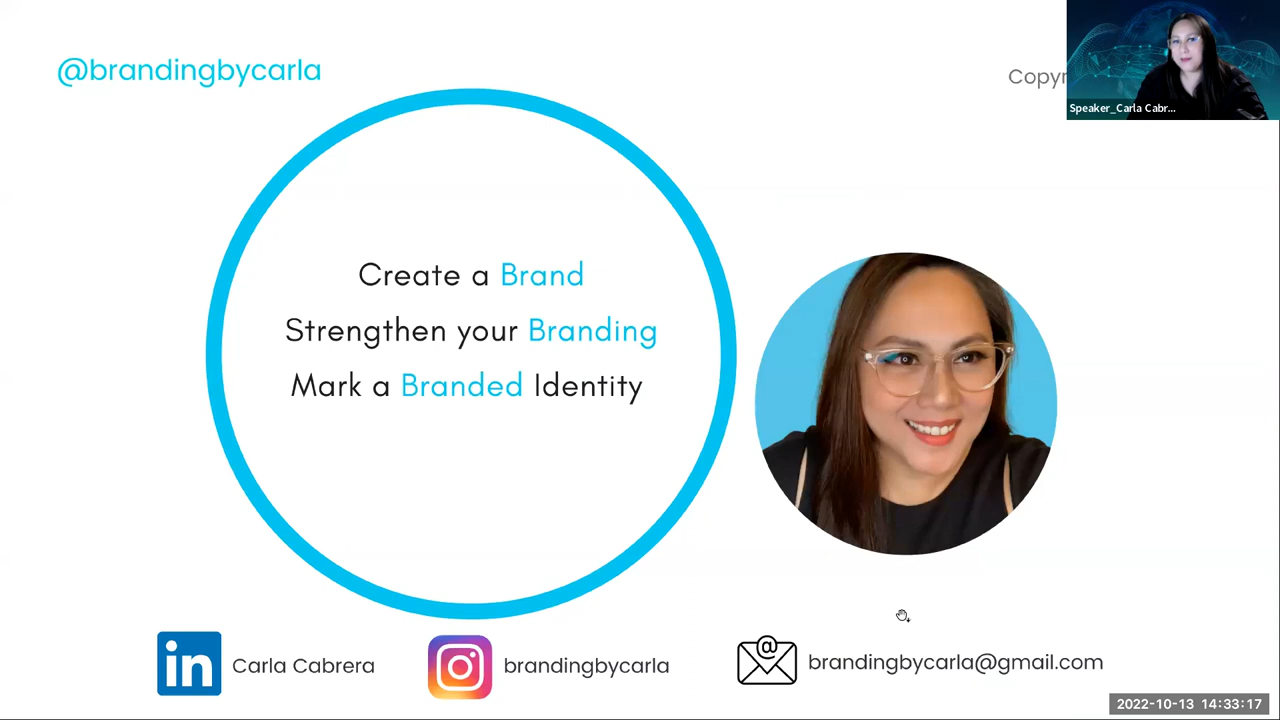 @brandingbycarla
Speaker_Carla Cabr...
Create a Brand
Strengthen your Branding
Mark a Branded Identity
in Carla Cabrera
brandingbycarla
@ brandingbycarla@gmail.com
2022-10-13 14:33:17